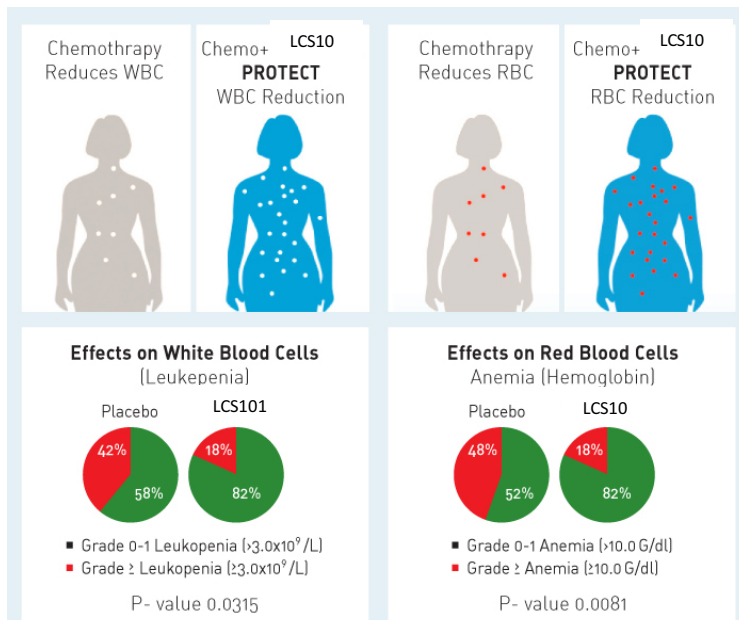 Chemothrapy
Reduces WBC
Chemo+ LCS10
PROTECT
WBC Reduction
Chemothrapy
Reduces RBC
Chemo+ LCS10
PROTECT
RBC Reduction
Effects on White Blood Cells
(Leukepenia)
Placebo LCS101
42% 58%
18% 82%
▪ Grade 0-1 Leukopenia (>3.0x10⁹/L)
▪ Grade ≥ Leukopenia (≥3.0x10⁹/L)
P- value 0.0315
Effects on Red Blood Cells
Anemia (Hemoglobin)
Placebo LCS10
48% 52%
18% 82%
▪ Grade 0-1 Anemia (>10.0 G/dl)
▪ Grade ≥ Anemia (≥10.0 G/dl)
P- value 0.0081